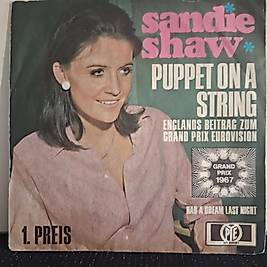 sandie
shaw
PUPPET ON A
STRING
ENGLANDS BEITRAG ZUM
GRAND PRIX EUROVISION
GRAND
PRIX
1967
HAD A DREAM LAST NIGHT
1. PREIS
PYE